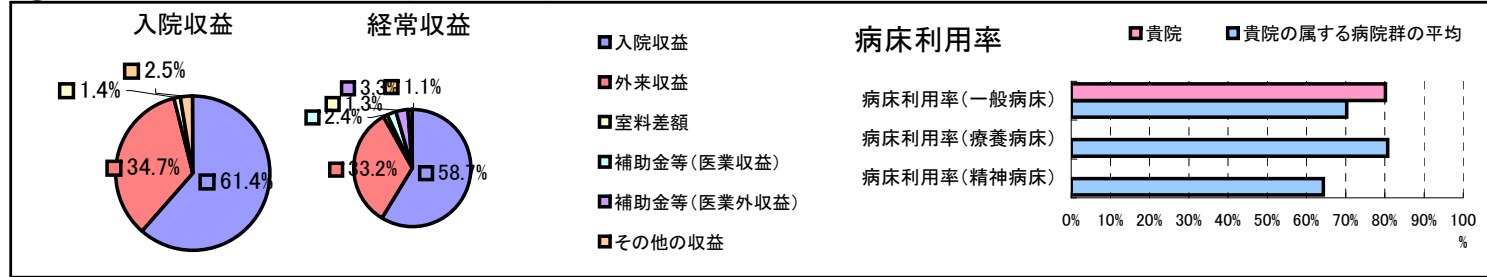 入院収益
経常収益
2.5%
1.4%
34.7%
61.4%
3.3%
1.1%
1.3%
2.4%
33.2%
58.7%
入院収益
外来収益
室料差額
補助金等(医業収益)
補助金等(医業外収益)
その他の収益
病床利用率
貴院
貴院の属する病院群の平均
病床利用率(一般病床)
病床利用率(療養病床)
病床利用率(精神病床)
0% 10% 20% 30% 40% 50% 60% 70% 80% 90% 100
%